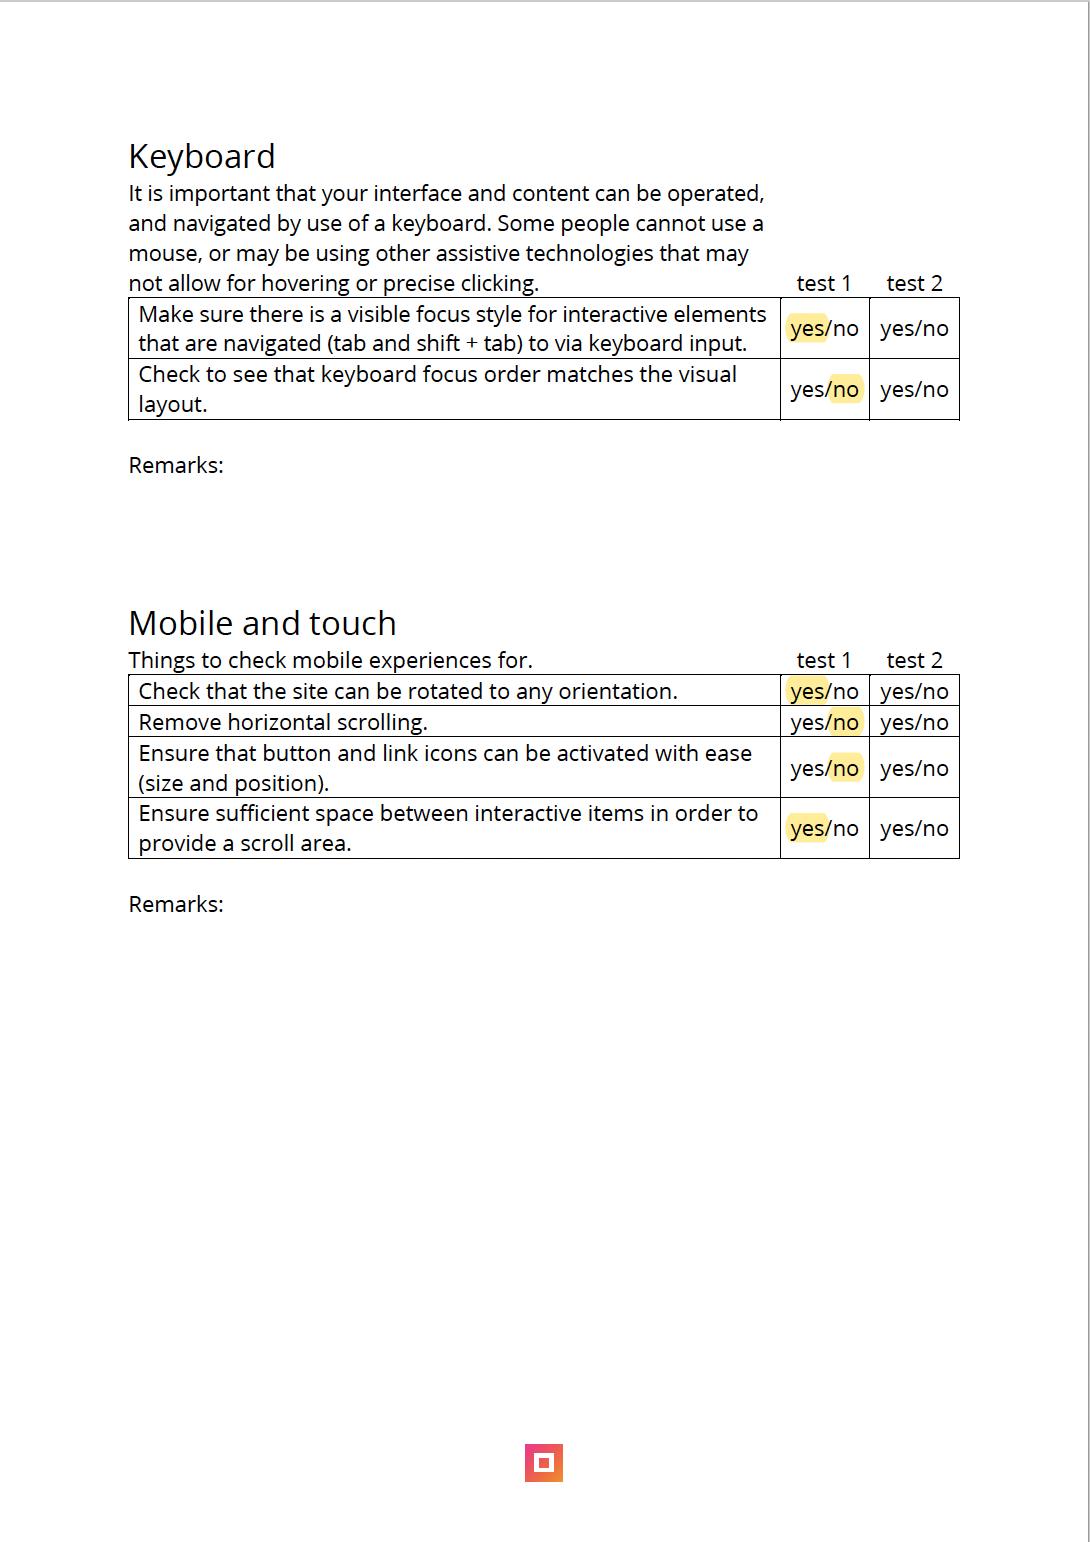 Keyboard
It is important that your interface and content can be operated,
and navigated by use of a keyboard. Some people cannot use a
mouse, or may be using other assistive technologies that may
not allow for hovering or precise clicking. test 1 test 2
Make sure there is a visible focus style for interactive elements
that are navigated (tab and shift + tab) to via keyboard input.
yes/no yes/no
Check to see that keyboard focus order matches the visual
layout.
yes/no yes/no
Remarks:
Mobile and touch
Things to check mobile experiences for. test 1 test 2
Check that the site can be rotated to any orientation. yes/no yes/no
Remove horizontal scrolling. yes/no yes/no
Ensure that button and link icons can be activated with ease
(size and position).
yes/no yes/no
Ensure sufficient space between interactive items in order to
provide a scroll area.
yes/no yes/no
Remarks: